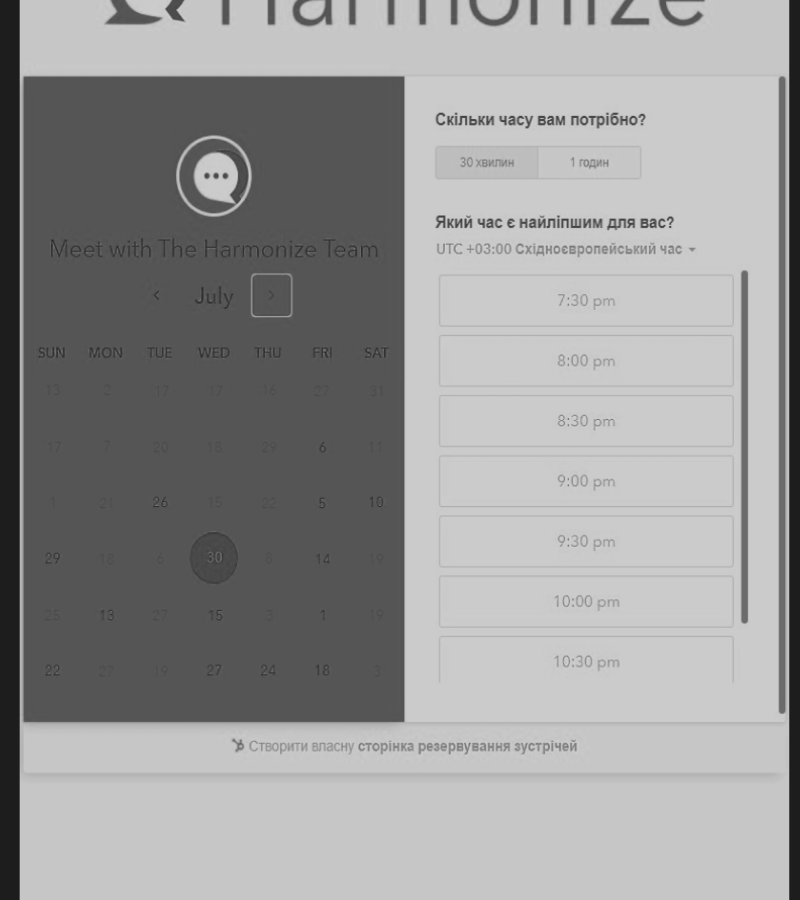 Harmonize
Meet with The Harmonize Team
July
SUN MON TUE WED THU FRI SAT
13 2 17 17 16 27 31
17 7 20 18 29 6 11
1 21 26 15 22 5 10
29 18 6 30 14 19
25 13 27 15 3 1 19
22 19 27 24 18
Скільки часу вам потрібно?
30 хвилин 1 годин
Який час є найліпшим для вас?
UTC +03:00 Східноєвропейський час
7:30 pm
8:00 pm
8:30 pm
9:00 pm
9:30 pm
10:00 pm
10:30 pm
Створити власну сторінка резервування зустрічей